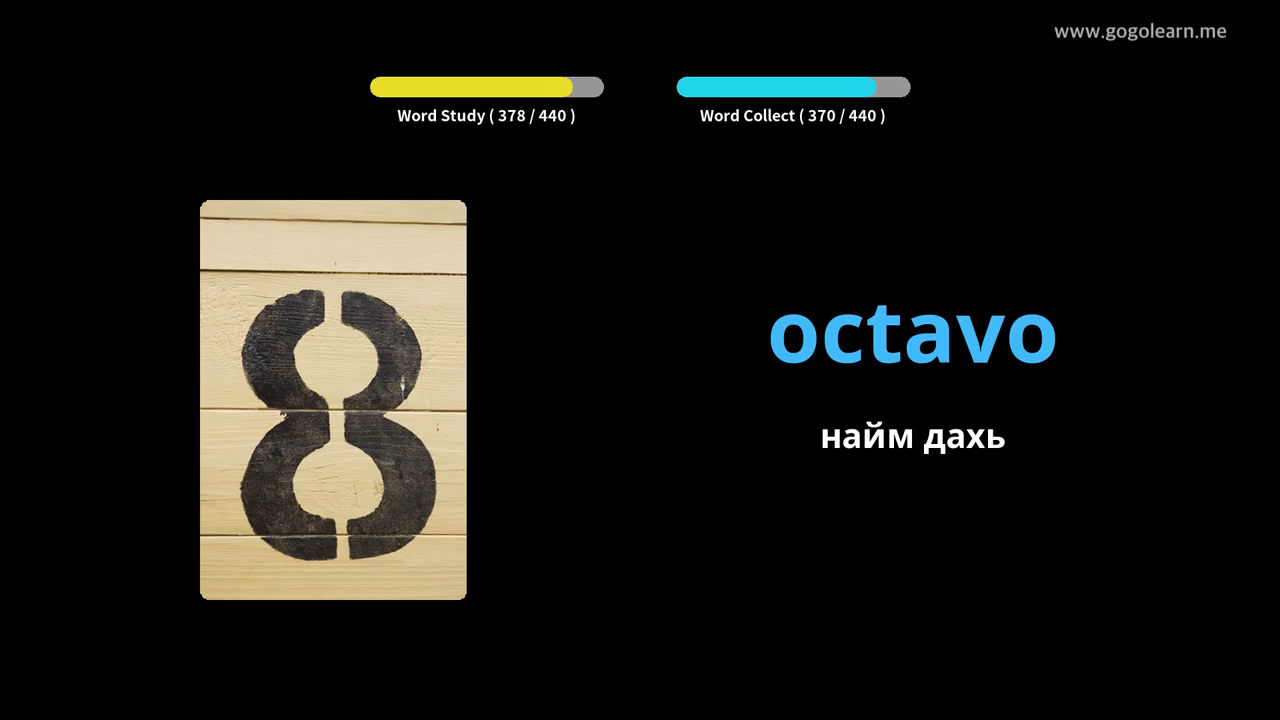 www.gogolearn.me
Word Study ( 378 / 440 )
Word Collect ( 370 / 440 )
8
octavo
найм дахь